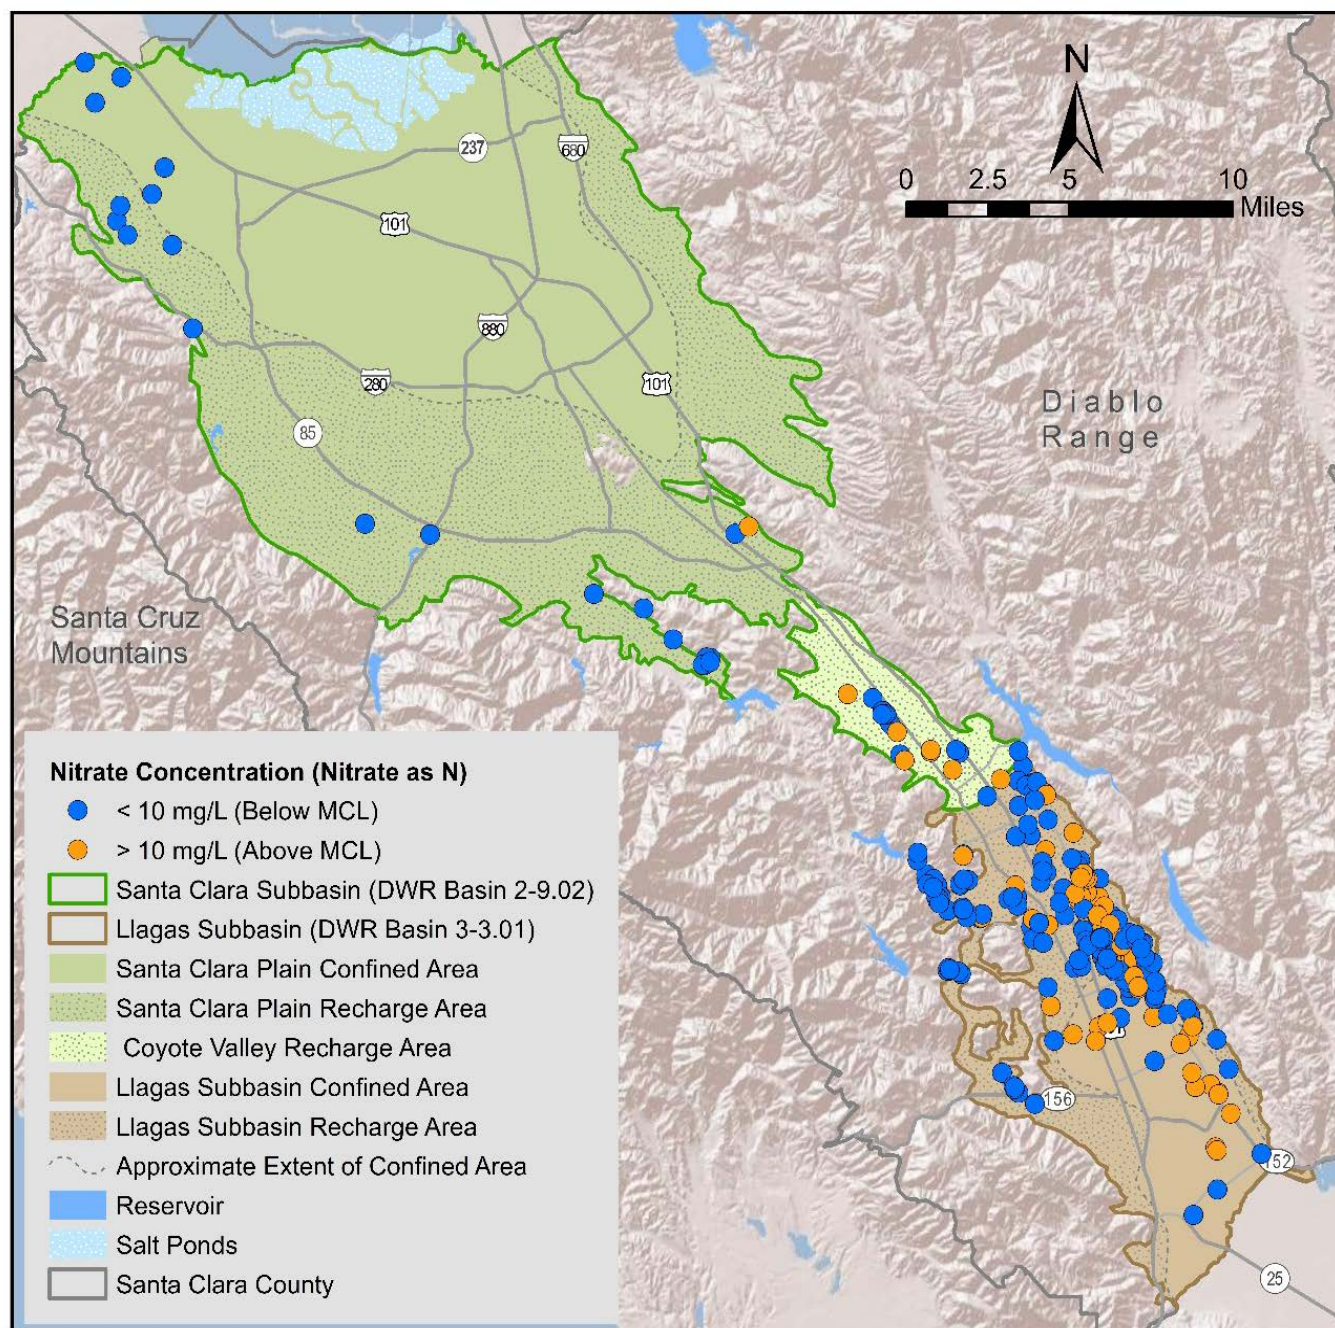 N
0 2.5 5 10
Miles
237
680
101
880
280
101
85
Diablo
Range
Santa Cruz
Mountains
Nitrate Concentration (Nitrate as N)
< 10 mg/L (Below MCL)
> 10 mg/L (Above MCL)
Santa Clara Subbasin (DWR Basin 2-9.02)
Llagas Subbasin (DWR Basin 3-3.01)
Santa Clara Plain Confined Area
Santa Clara Plain Recharge Area
Coyote Valley Recharge Area
Llagas Subbasin Confined Area
Llagas Subbasin Recharge Area
Approximate Extent of Confined Area
Reservoir
Salt Ponds
Santa Clara County
156
152
25